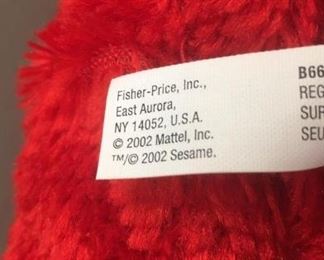 Fisher-Price, Inc.,
East Aurora,
NY 14052, U.S.A.
© 2002 Mattel, Inc.
™/© 2002 Sesame.
B66
REG
SUR
SEU